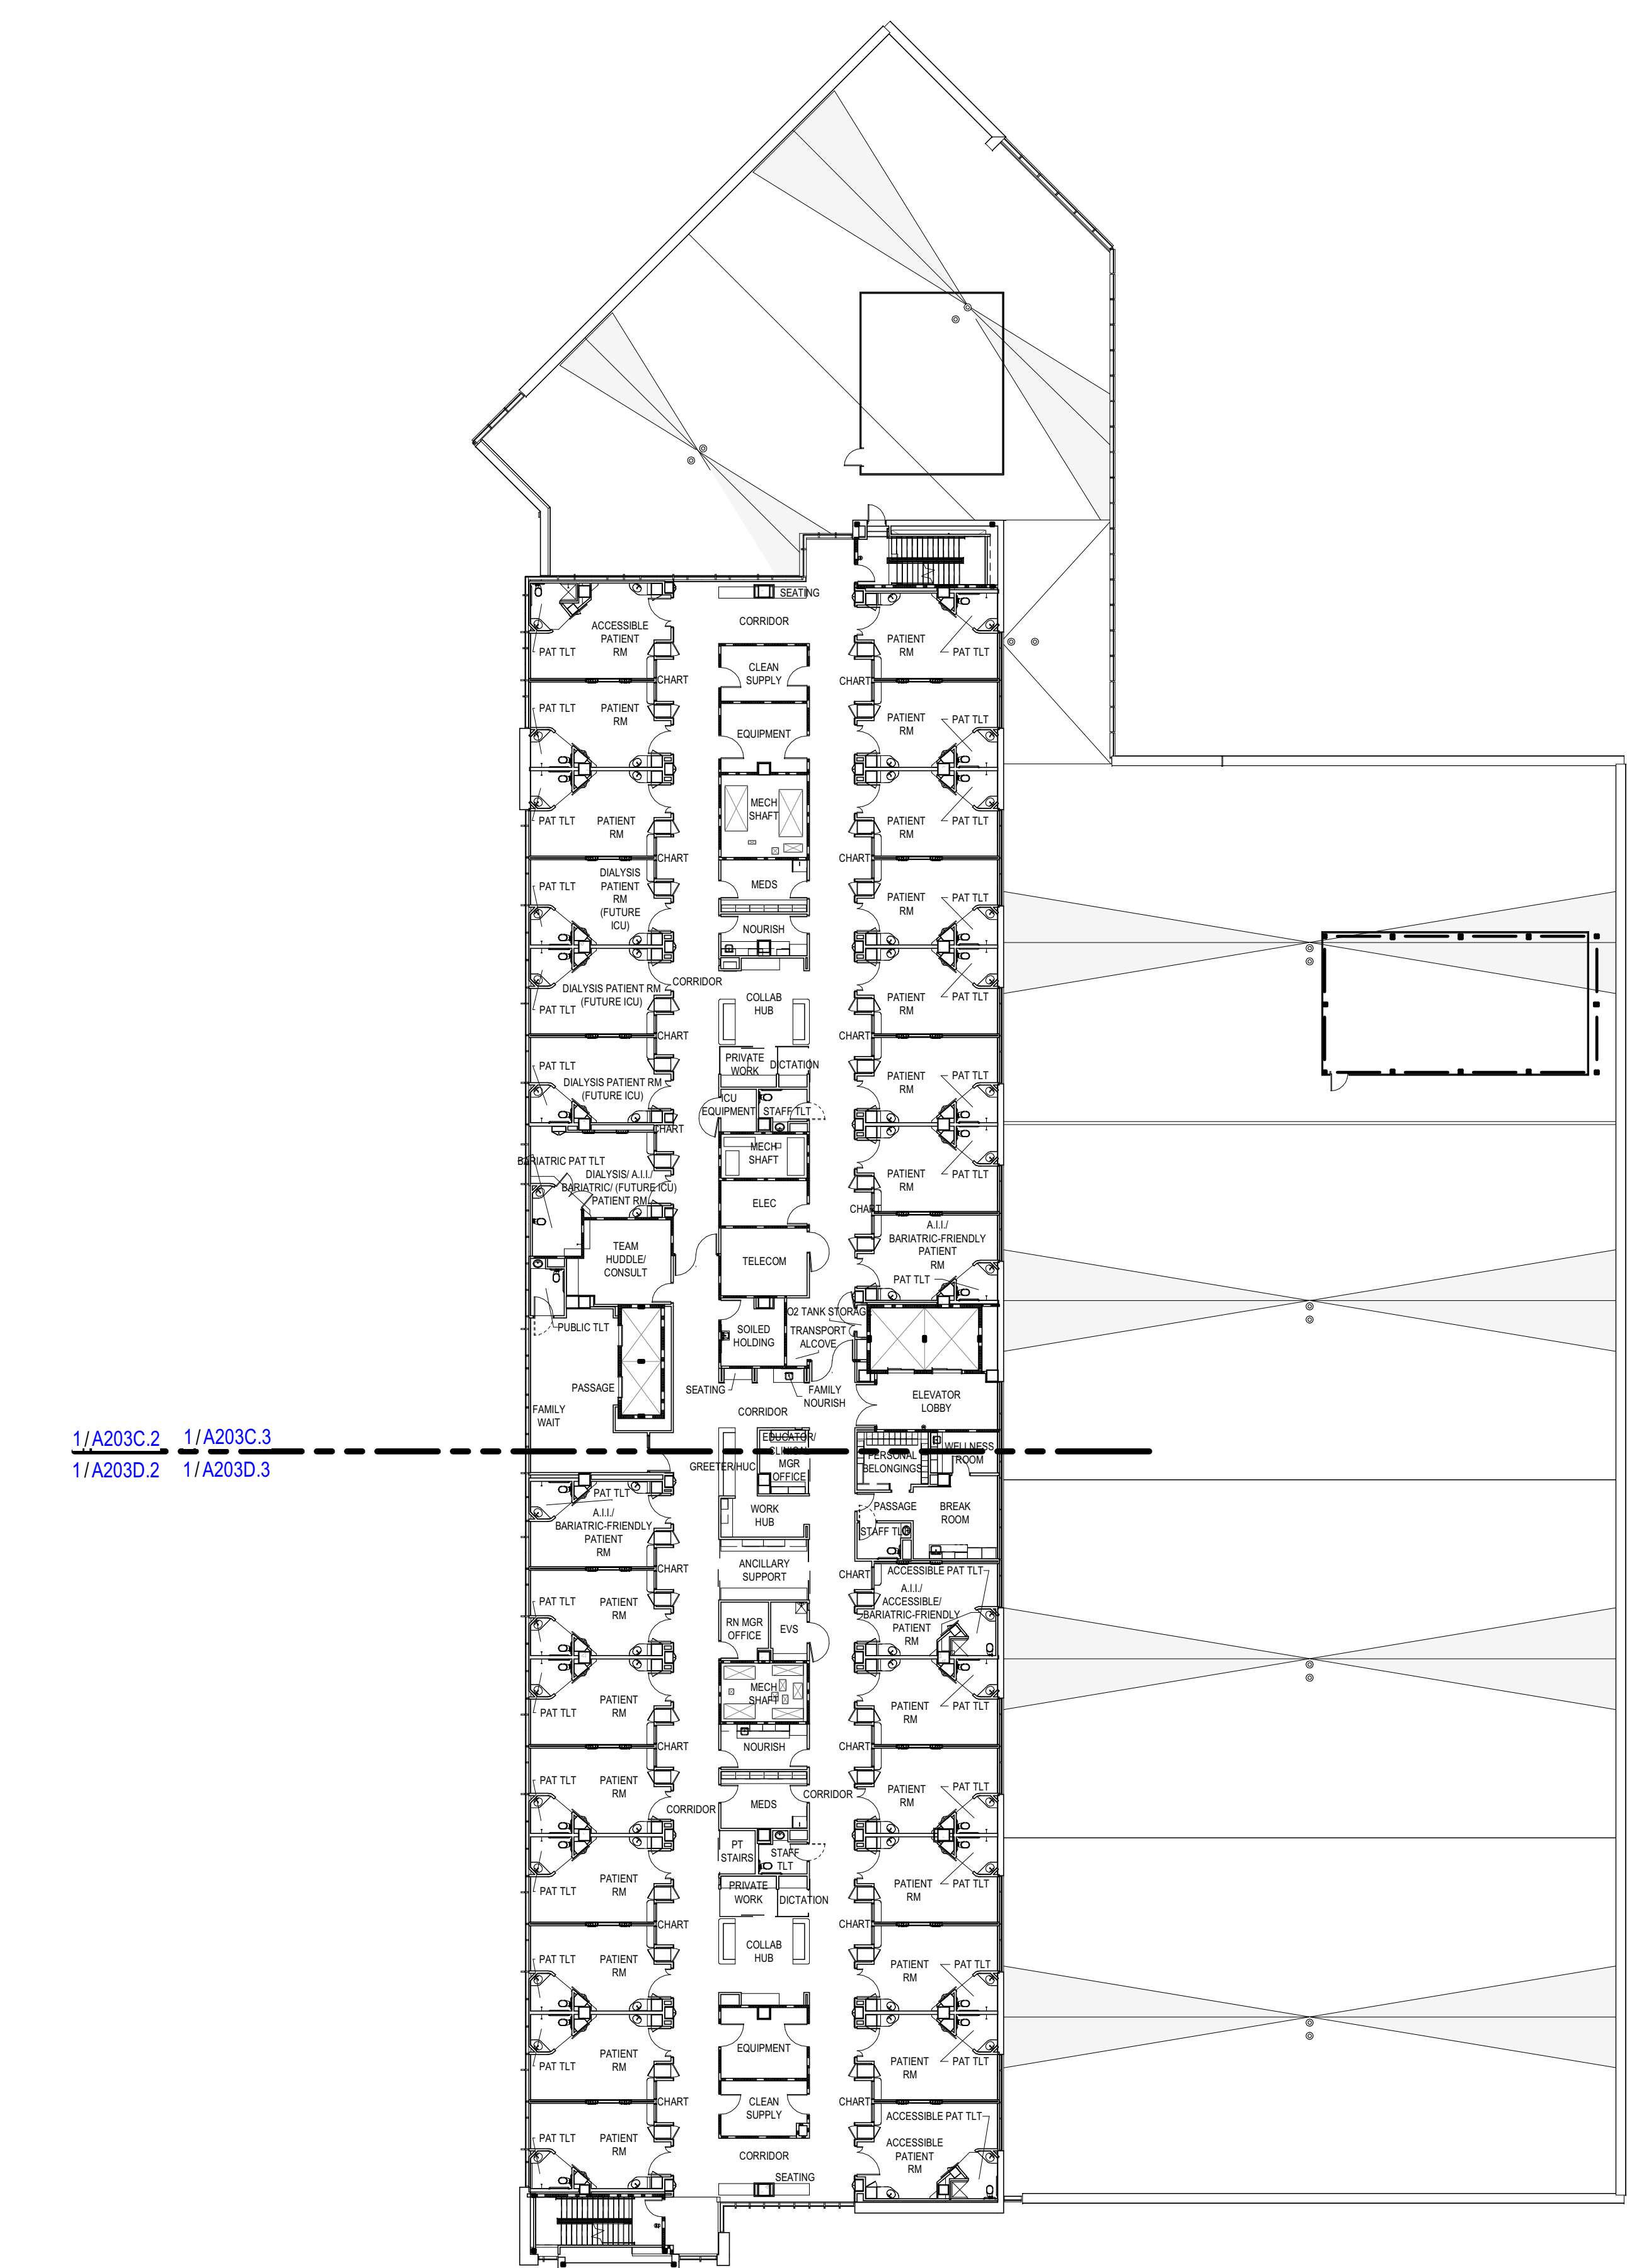 SEATING
CORRIDOR
ACCESSIBLE
PATIENT
RM
PAT TLT
PATIENT
RM
PAT TLT
CLEAN
SUPPLY
CHART
CHART
PAT TLT
PATIENT
RM
EQUIPMENT
PATIENT
RM
PAT TLT
MECH
SHAFT
PAT TLT
PATIENT
RM
PATIENT
RM
PAT TLT
CHART
CHART
DIALYSIS
PATIENT
RM
(FUTURE
ICU)
PAT TLT
MEDS
PATIENT
RM
PAT TLT
NOURISH
CORRIDOR
DIALYSIS PATIENT RM
(FUTURE ICU)
PAT TLT
COLLAB
HUB
PATIENT
RM
PAT TLT
CHART
CHART
PRIVATE
WORK
DICTATION
PAT TLT
DIALYSIS PATIENT RM
(FUTURE ICU)
PATIENT
RM
PAT TLT
ICU
EQUIPMENT
STAFF TLT
CHART
MECH
SHAFT
PAT TLT
BARIATRIC PAT TLT
DIALYSIS/ A.I.I./
BARIATRIC/ (FUTURE ICU)
PATIENT RM
PATIENT
RM
ELEC
CHART
A.I.I./
BARIATRIC-FRIENDLY
PATIENT
RM
TEAM
HUDDLE/
CONSULT
TELECOM
PAT TLT
O2 TANK STORAGE
PUBLIC TLT
SOILED
HOLDING
TRANSPORT
ALCOVE
PASSAGE
SEATING
FAMILY
NOURISH
ELEVATOR
LOBBY
FAMILY
WAIT
CORRIDOR
1/A203C.2
1/A203C.3
1/A203D.2
1/A203D.3
EDUCATOR/
CLINICAL
MGR
OFFICE
GREETER/HUC
PERSONAL
BELONGINGS
WELLNESS
ROOM
PAT TLT
A.I.I./
BARIATRIC-FRIENDLY
PATIENT
RM
WORK
HUB
PASSAGE
BREAK
ROOM
STAFF TLT
CHART
ANCILLARY
SUPPORT
CHART
ACCESSIBLE PAT TLT
A.I.I./
ACCESSIBLE/
BARIATRIC-FRIENDLY
PATIENT
RM
PAT TLT
PATIENT
RM
RN MGR
OFFICE
EVS
MECH
SHAFT
PAT TLT
PATIENT
RM
PATIENT
RM
PAT TLT
CHART
NOURISH
CHART
PAT TLT
PATIENT
RM
PATIENT
RM
PAT TLT
CORRIDOR
MEDS
CORRIDOR
PT
STAIRS
STAFF
TLT
PAT TLT
PATIENT
RM
PRIVATE
WORK
DICTATION
PATIENT
RM
PAT TLT
CHART
CHART
COLLAB
HUB
PAT TLT
PATIENT
RM
PATIENT
RM
PAT TLT
EQUIPMENT
PAT TLT
PATIENT
RM
PATIENT
RM
PAT TLT
CHART
CLEAN
SUPPLY
CHART
ACCESSIBLE PAT TLT
PAT TLT
PATIENT
RM
ACCESSIBLE
PATIENT
RM
CORRIDOR
SEATING